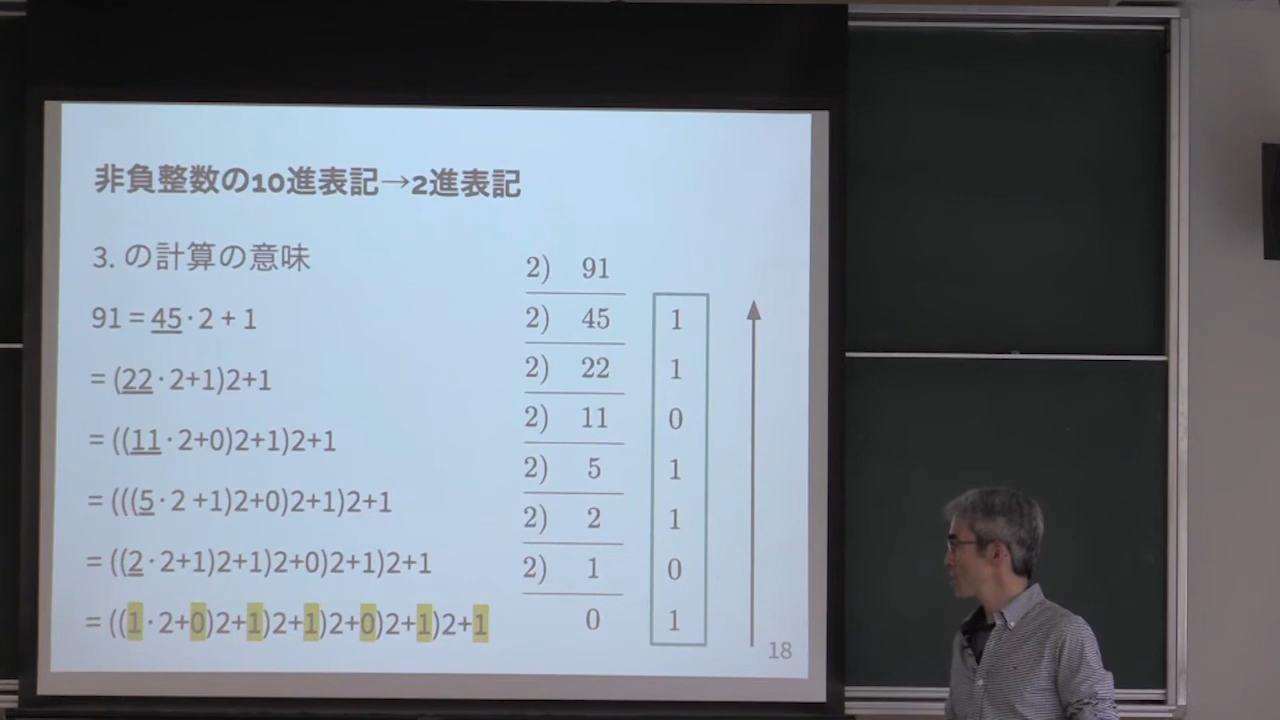 非負整数の10進表記→2進表記
3. の計算の意味
91 = 45・2 + 1
= (22・2+1)2+1
= ((11・2+0)2+1)2+1
= (((5・2 +1)2+0)2+1)2+1
= ((2・2+1)2+1)2+0)2+1)2+1
= ((1・2+0)2+1)2+1)2+0)2+1)2+1
2) 91
2) 45 1
2) 22 1
2) 11 0
2) 5 1
2) 2 1
2) 1 0
0 1
18